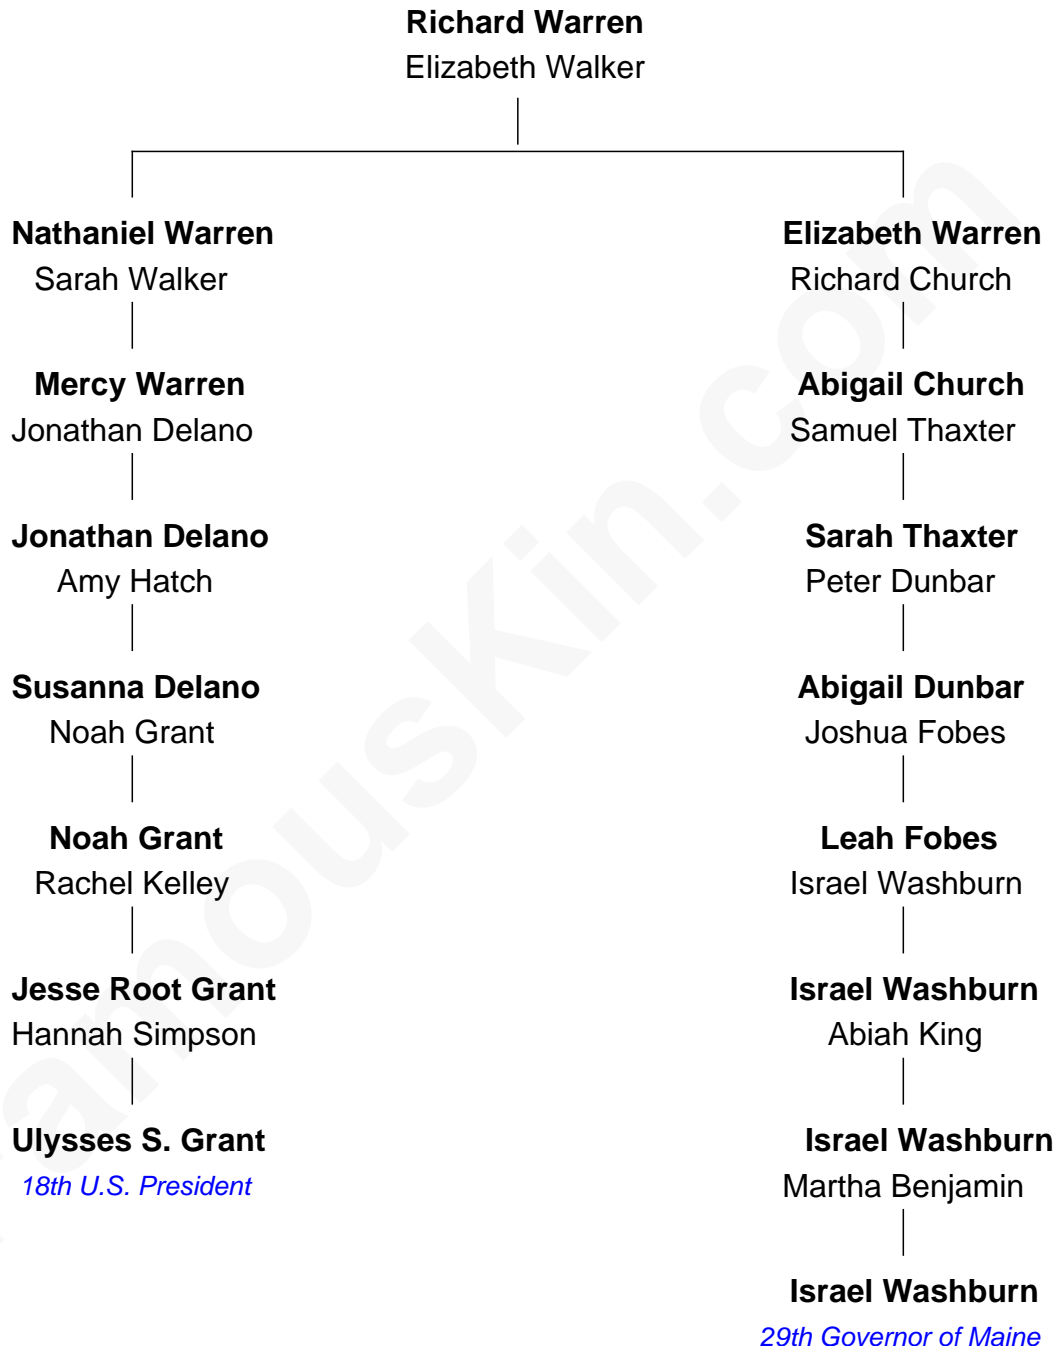 Richard Warren
Elizabeth Walker
Nathaniel Warren
Sarah Walker
Mercy Warren
Jonathan Delano
Jonathan Delano
Amy Hatch
Susanna Delano
Noah Grant
Noah Grant
Rachel Kelley
Jesse Root Grant
Hannah Simpson
Ulysses S. Grant
18th U.S. President
Elizabeth Warren
Richard Church
Abigail Church
Samuel Thaxter
Sarah Thaxter
Peter Dunbar
Abigail Dunbar
Joshua Fobes
Leah Fobes
Israel Washburn
Israel Washburn
Abiah King
Israel Washburn
Martha Benjamin
Israel Washburn
29th Governor of Maine
famouskin.com